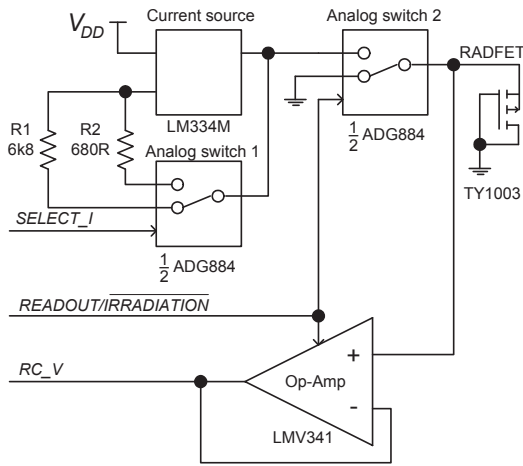 Current source
Analog switch 2
VDD
RADFET
LM334M
R1
6k8
R2
680R
1/2 ADG884
Analog switch 1
TY1003
SELECT_I
1/2 ADG884
READOUT/IRRADIATION
+
Op-Amp
RC_V
-
LMV341